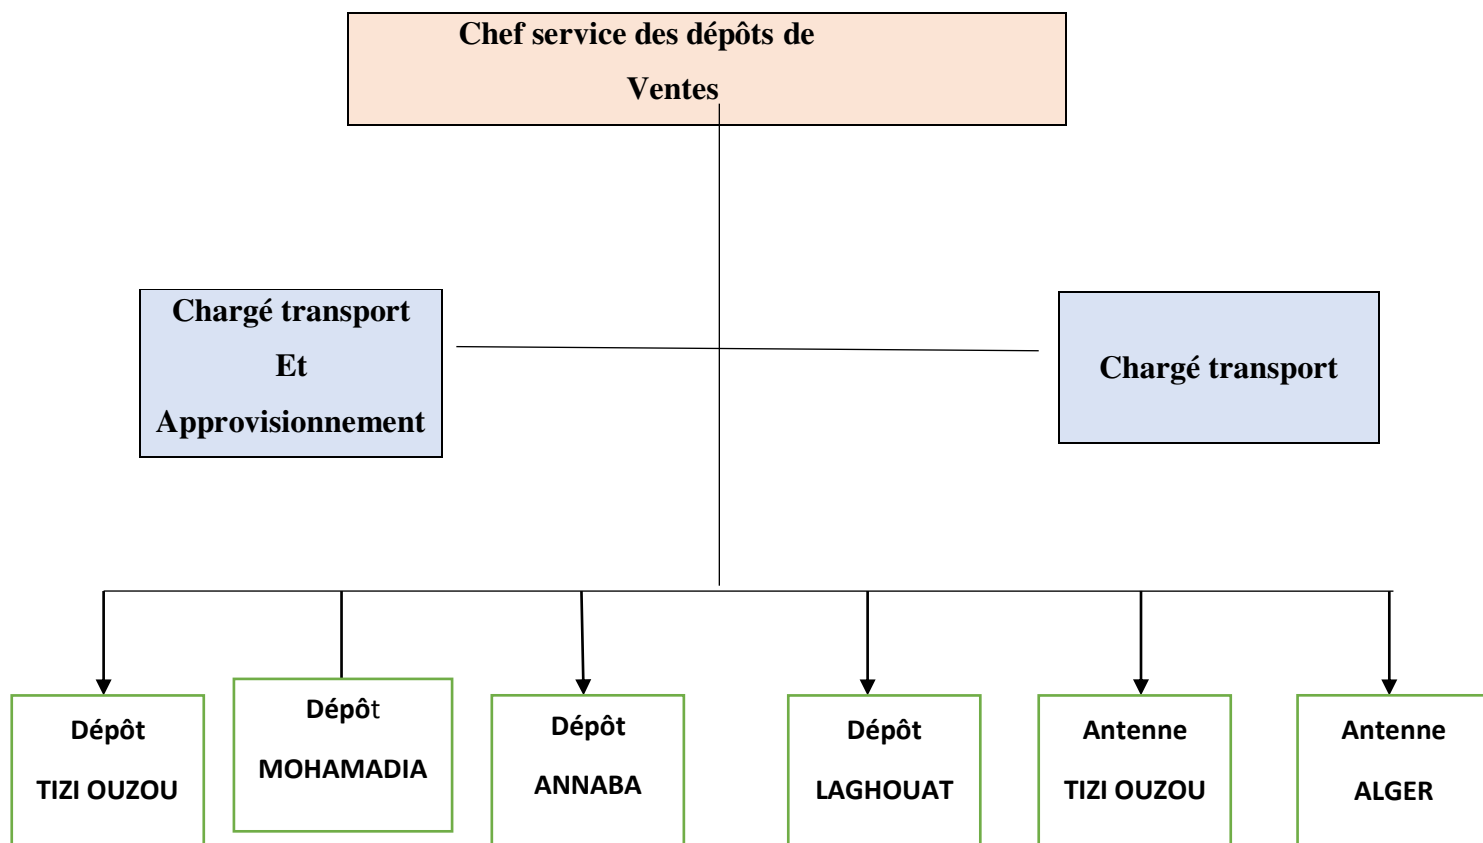 Chef service des dépôts de
Ventes
Chargé transport
Et
Approvisionnement
Chargé transport
Dépôt
TIZI OUZOU
Dépôt
MOHAMADIA
Dépôt
ANNABA
Dépôt
LAGHOUAT
Antenne
TIZI OUZOU
Antenne
ALGER